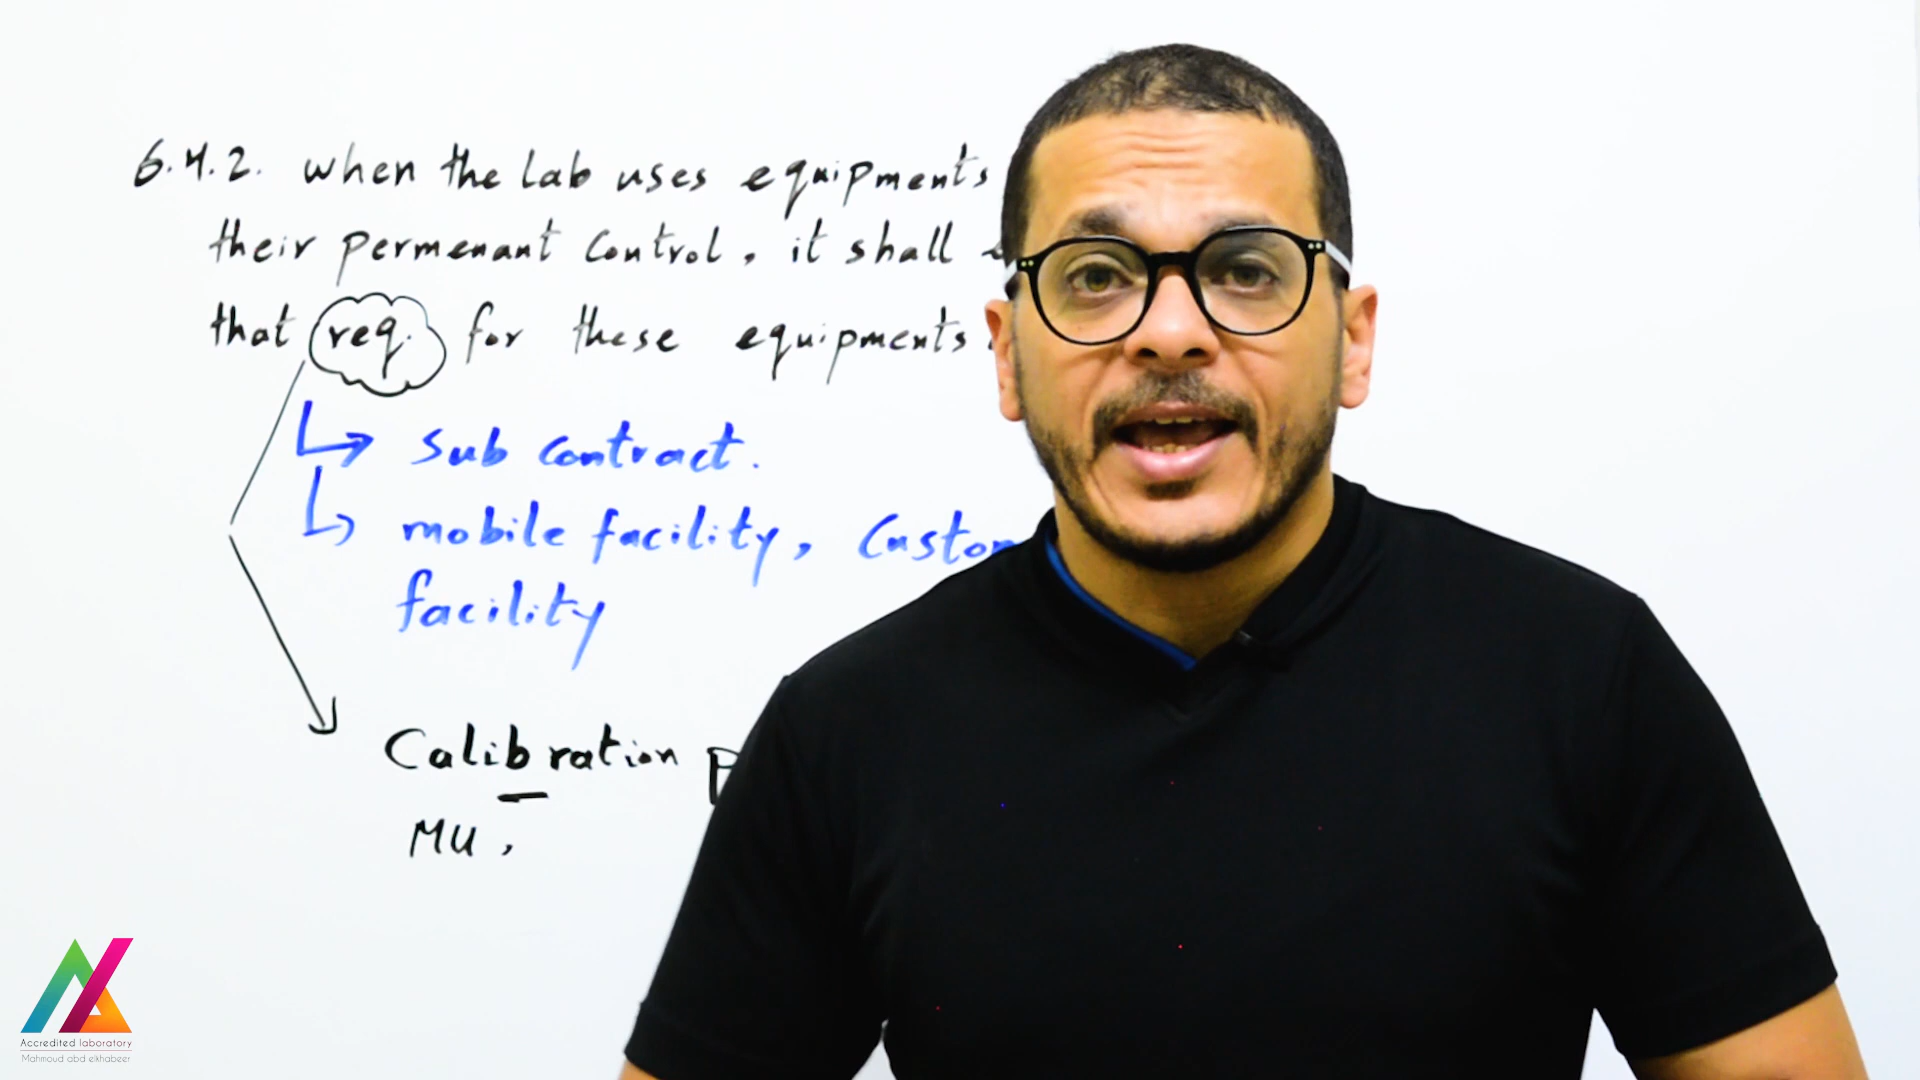 6.4.2. when the lab uses equipments
their permenant Control, it shall
that req. for these equipments
Sub contract.
mobile facility, Custom
facility
Calibration P
MU,
Accredited laboratory
Mahmoud abd elkhabeer